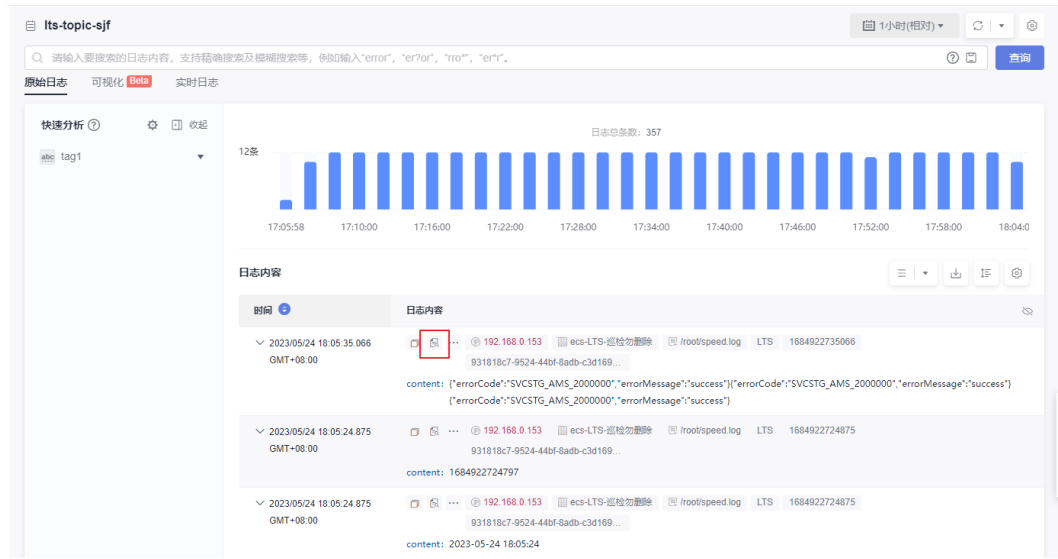 lts-topic-sjf 1小时(相对)
请输入要搜索的日志内容，支持精确搜索及模糊搜索等，例如输入"error"，"er?or"，"rro*"，"er*r"。 查询
原始日志 可视化 Beta 实时日志
快速分析 收起
日志总条数：357
abc tag1
12条
17:05:58 17:10:00 17:16:00 17:22:00 17:28:00 17:34:00 17:40:00 17:46:00 17:52:00 17:58:00 18:04:0
日志内容
时间 日志内容
2023/05/24 18:05:35.066 192.168.0.153 ecs-LTS-巡检勿删除 /root/speed.log LTS 1684922735066
GMT+08:00 931818c7-9524-44bf-8adb-c3d169...
content: {"errorCode":"SVCSTG_AMS_2000000","errorMessage":"success"}{"errorCode":"SVCSTG_AMS_2000000","errorMessage":"success"}
{"errorCode":"SVCSTG_AMS_2000000","errorMessage":"success"}
2023/05/24 18:05:24.875 192.168.0.153 ecs-LTS-巡检勿删除 /root/speed.log LTS 1684922724875
GMT+08:00 931818c7-9524-44bf-8adb-c3d169...
content: 1684922724797
2023/05/24 18:05:24.875 192.168.0.153 ecs-LTS-巡检勿删除 /root/speed.log LTS 1684922724875
GMT+08:00 931818c7-9524-44bf-8adb-c3d169...
content: 2023-05-24 18:05:24